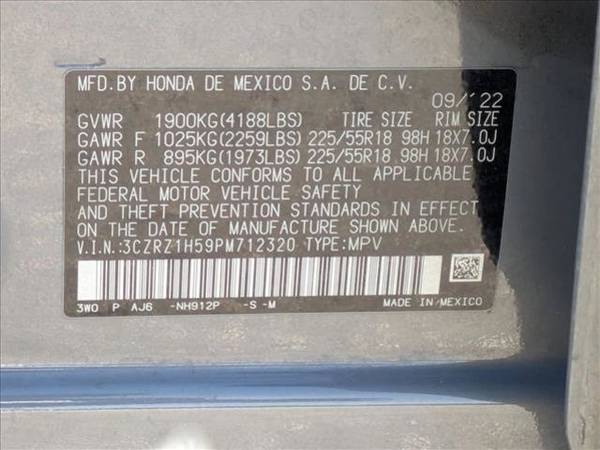 MFD.BY HONDA DE MEXICO S.A. DE C.V.
09/'22
GVWR 1900KG(4188LBS) TIRE SIZE RIM SIZE
GAWR F 1025KG(2259LBS) 225/55R18 98H 18X7.0J
GAWR R 895KG(1973LBS) 225/55R18 98H 18X7.0J
THIS VEHICLE CONFORMS TO ALL APPLICABLE
FEDERAL MOTOR VEHICLE SAFETY
AND THEFT PREVENTION STANDARDS IN EFFECT
ON THE DATE OF MANUFACTURE SHOWN ABOVE.
V.I.N.:3CZRZ1H59PM712320 TYPE:MPV
3W0 P AJ6 -NH912P -S -M MADE IN MEXICO